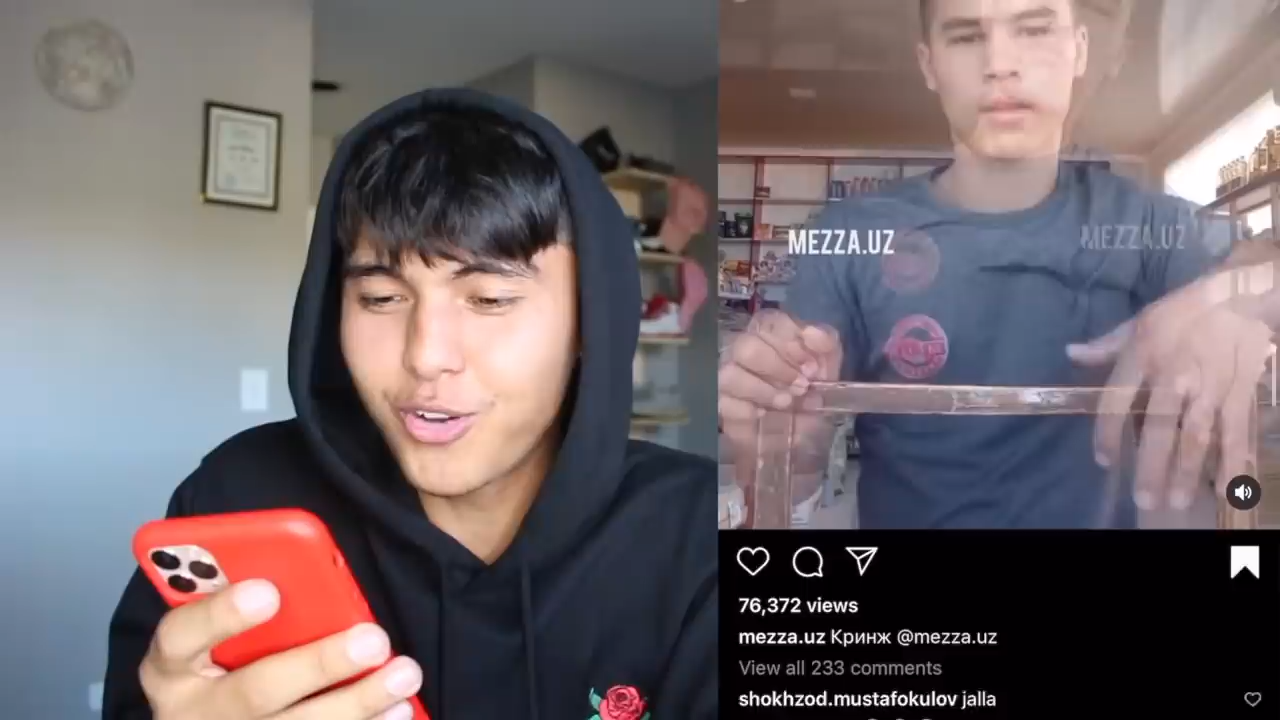 MEZZA.UZ
MEZZA.UZ
76,372 views
mezza.uz Кринж @mezza.uz
View all 233 comments
shokhzod.mustafokulov jalla